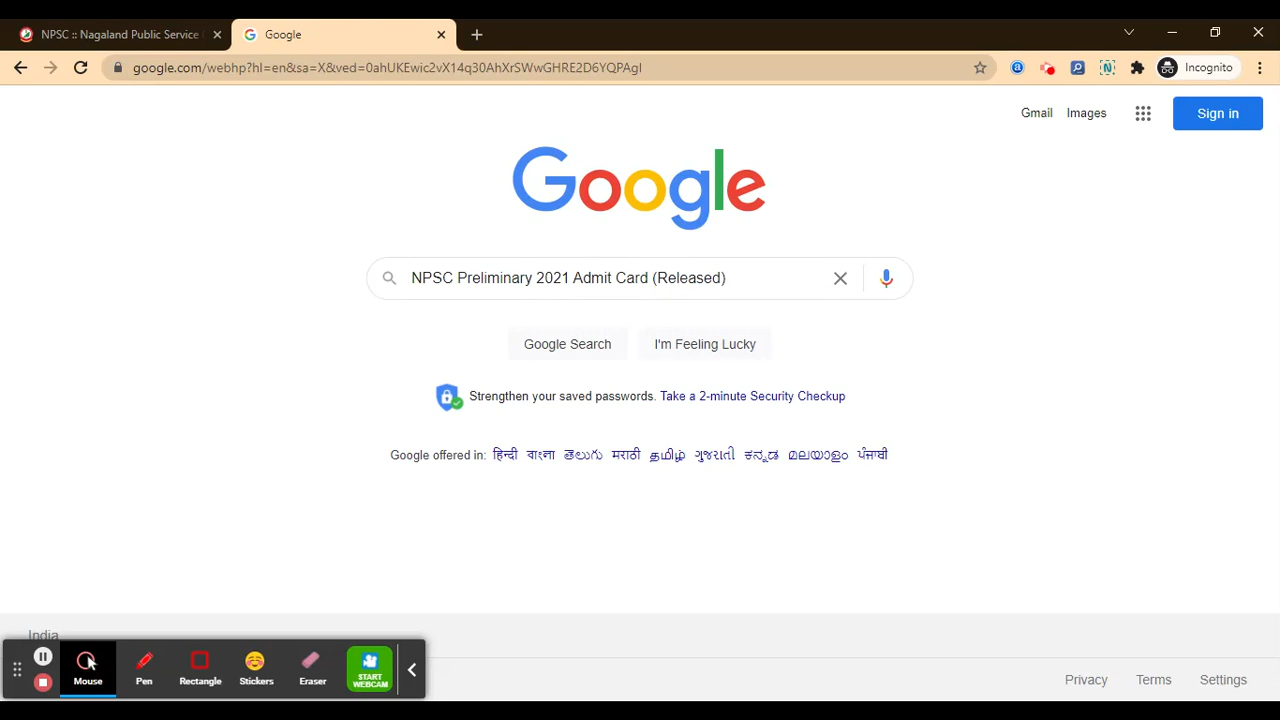 NPSC :: Nagaland Public Service
Google
google.com/webhp?hl=en&sa=X&ved=0ahUKEwic2vX14q30AhXrSWwGHRE2D6YQPAgI
Incognito
Gmail Images
Sign in
Google
NPSC Preliminary 2021 Admit Card (Released)
Google Search I'm Feeling Lucky
Strengthen your saved passwords. Take a 2-minute Security Checkup
Google offered in: हिन्दी বাংলা తెలుగు मराठी தமிழ் ગુજરાતી ಕನ್ನಡ മലയാളം ਪੰਜਾਬੀ
India
Mouse Pen Rectangle Stickers Eraser START WEBCAM
Privacy Terms Settings